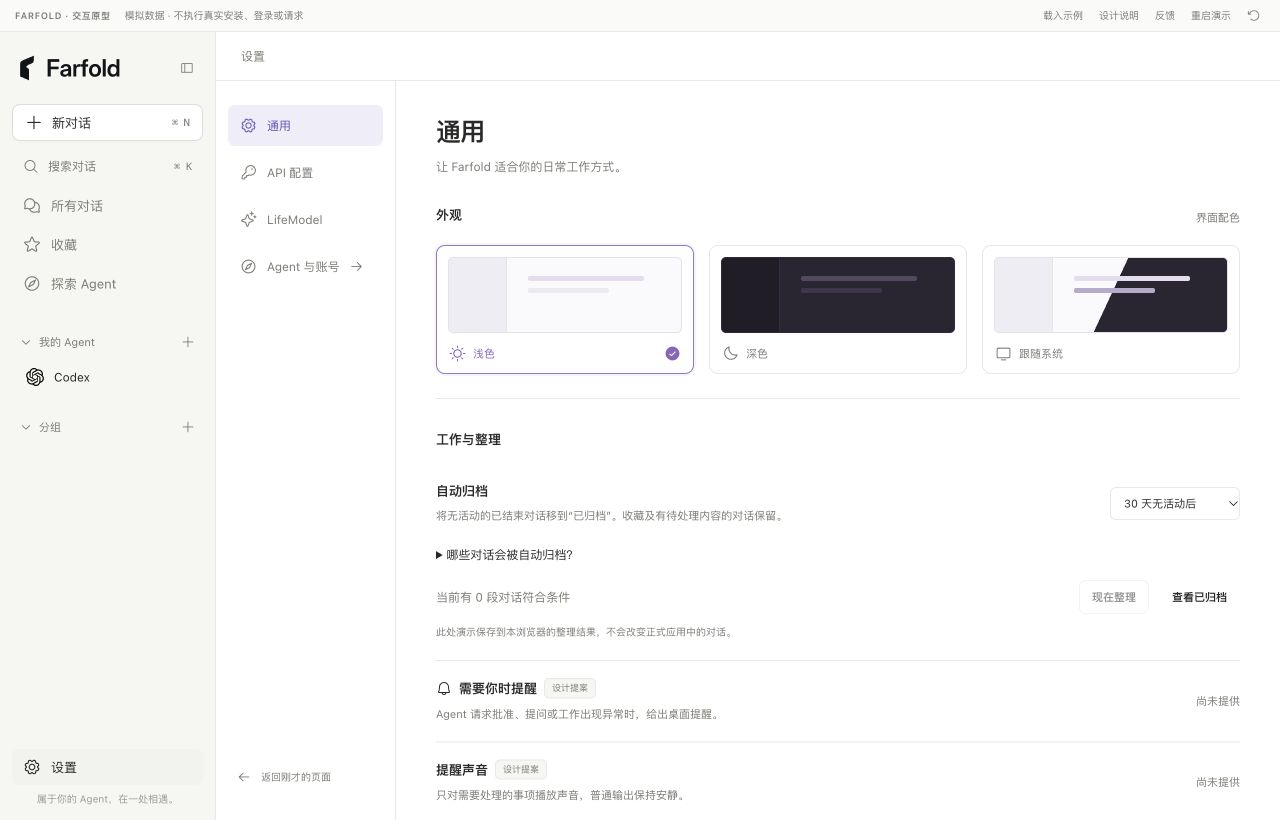 FARFOLD · 交互原型 模拟数据 · 不执行真实安装、登录或请求
载入示例 设计说明 反馈 重启演示
Farfold
新对话 ⌘ N
搜索对话 ⌘ K
所有对话
收藏
探索 Agent
我的 Agent
Codex
分组
设置
属于你的 Agent，在一处相遇。
设置
通用
API 配置
LifeModel
Agent 与账号
返回刚才的页面
通用
让 Farfold 适合你的日常工作方式。
外观
界面配色
浅色
深色
跟随系统
工作与整理
自动归档
将无活动的已结束对话移到“已归档”。收藏及有待处理内容的对话保留。
30 天无活动后
哪些对话会被自动归档?
当前有 0 段对话符合条件
现在整理
查看已归档
此处演示保存到本浏览器的整理结果，不会改变正式应用中的对话。
需要你时提醒 设计提案
Agent 请求批准、提问或工作出现异常时，给出桌面提醒。
尚未提供
提醒声音 设计提案
只对需要处理的事项播放声音，普通输出保持安静。
尚未提供